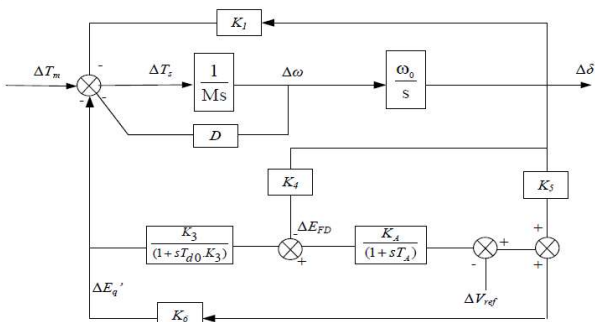 K1
- 
ΔTm
ΔTs
1
Ms
Δω
ωo
s
Δδ
- -
D
K4
K5
-
ΔEFD
K3
(1+sTd0.K3)
+
KA
(1+sTA)
+
-
+
+
+
ΔEq'
ΔVref
K6